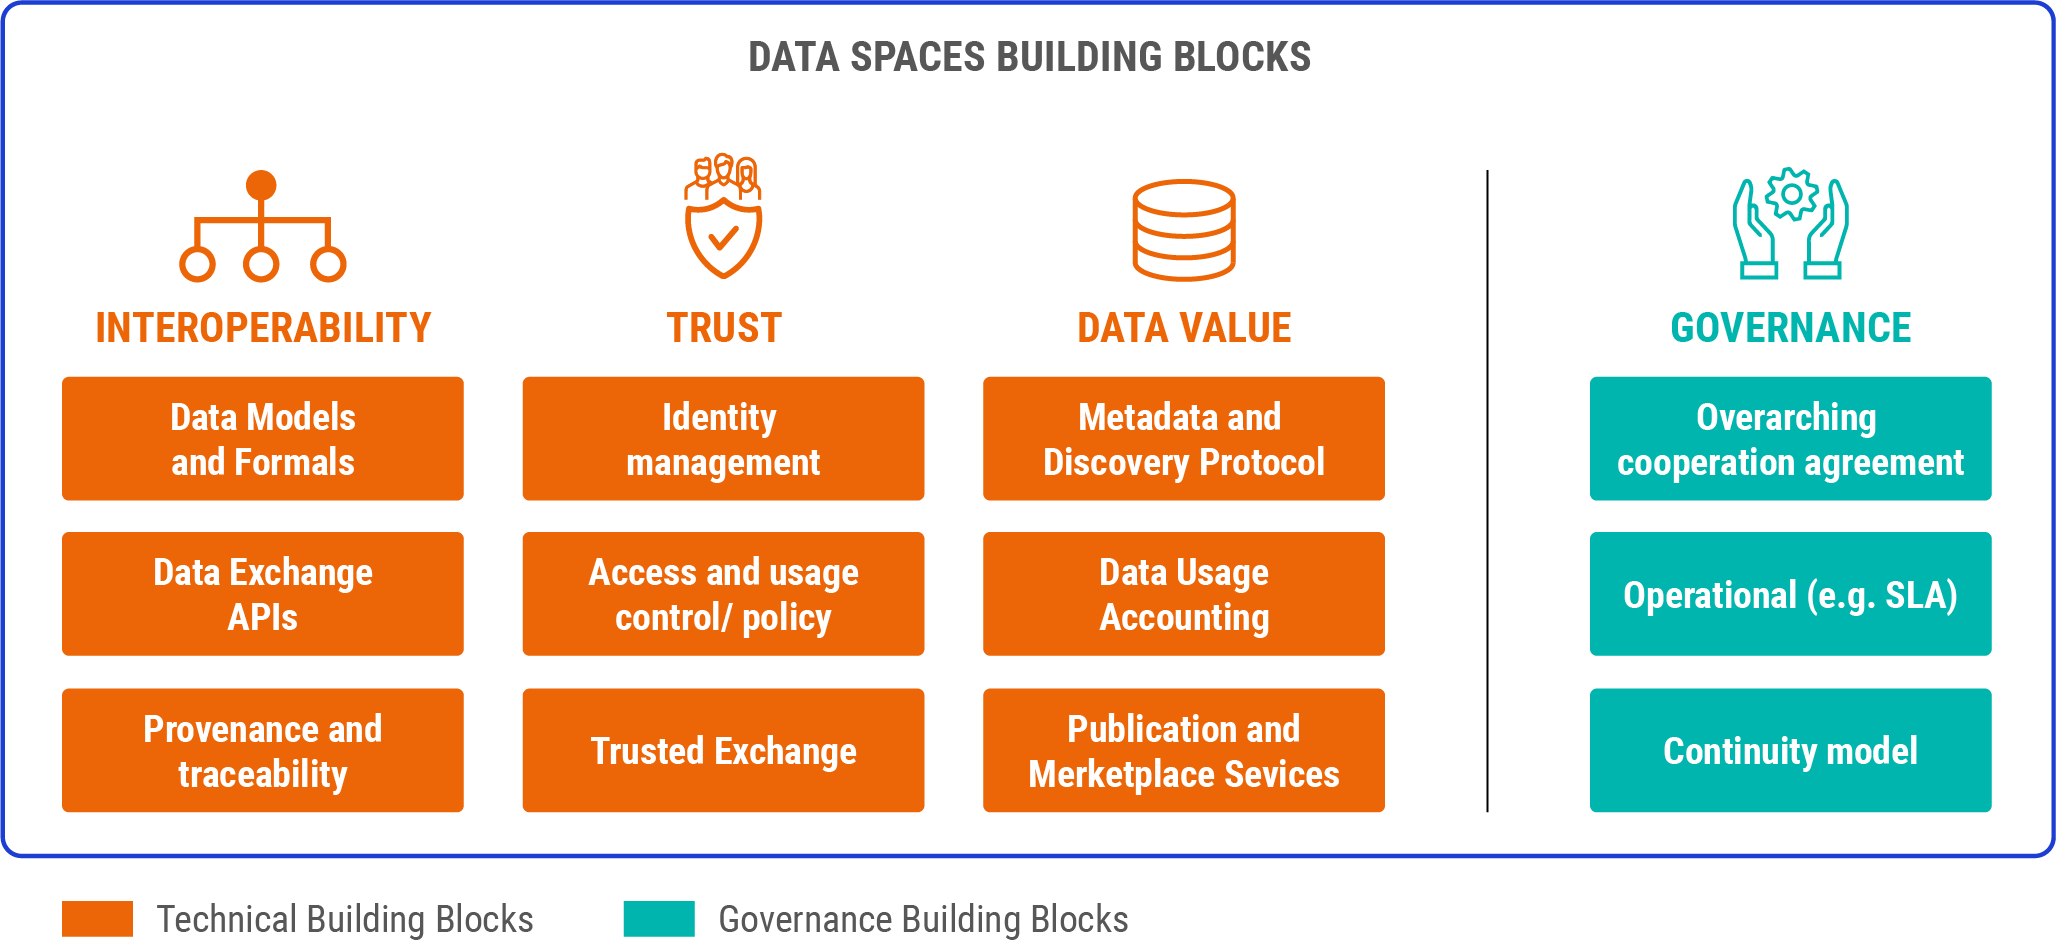 DATA SPACES BUILDING BLOCKS
INTEROPERABILITY
Data Models
and Formals
Data Exchange
APIs
Provenance and
traceability
TRUST
Identity
management
Access and usage
control/ policy
Trusted Exchange
DATA VALUE
Metadata and
Discovery Protocol
Data Usage
Accounting
Publication and
Merketplace Sevices
GOVERNANCE
Overarching
cooperation agreement
Operational (e.g. SLA)
Continuity model
Technical Building Blocks
Governance Building Blocks